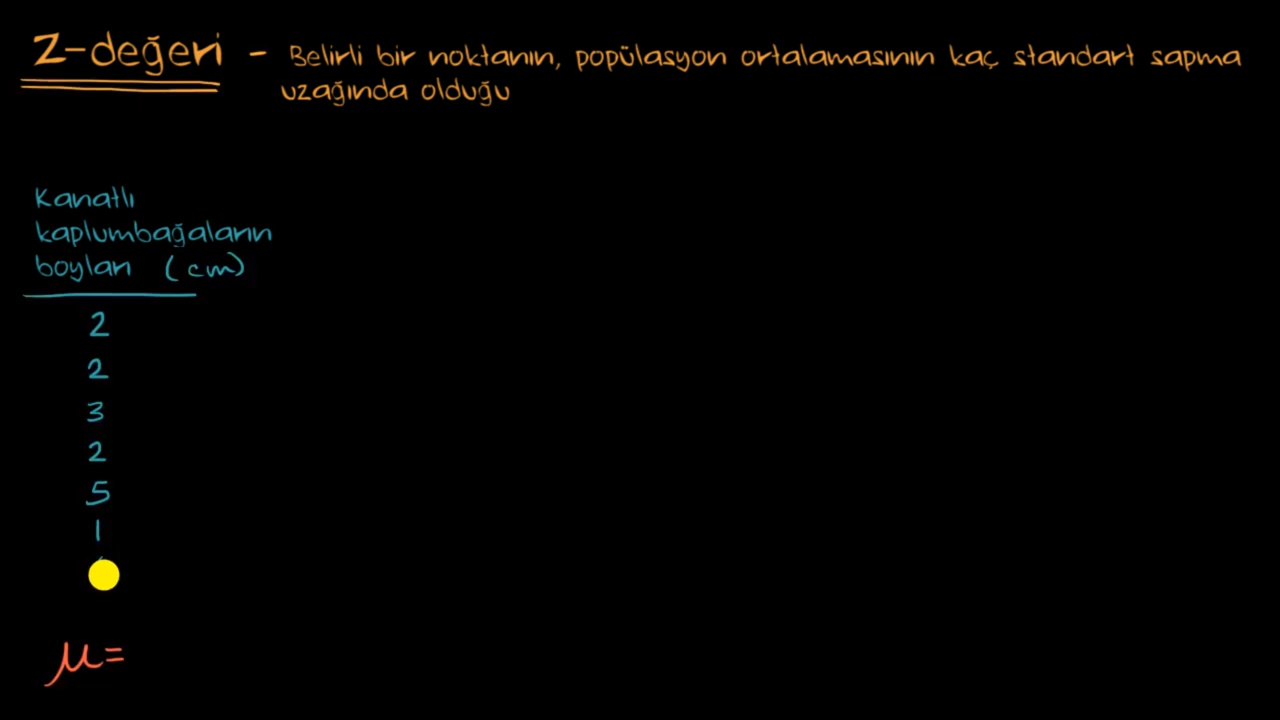 Z-değeri - Belirli bir noktanın, popülasyon ortalamasının kaç standart sapma
uzağında olduğu
Kanatlı
kaplumbağaların
boyları (cm)
2
2
3
2
5
1
μ=